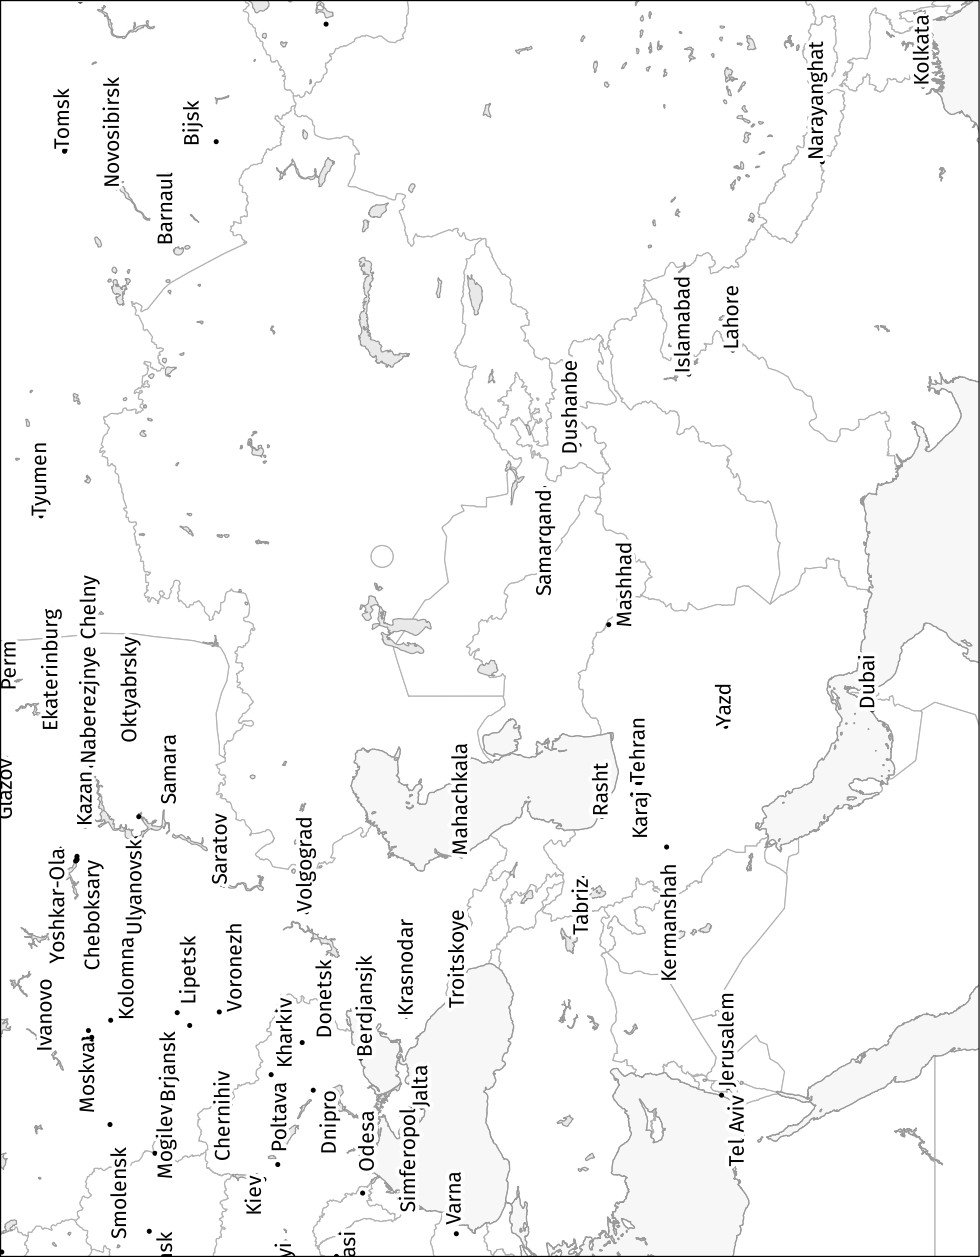 Perm
Glazov
Tomsk
Novosibirsk
Bijsk
Barnaul
Tyumen
Ekaterinburg
Naberezjnye Chelny
Oktyabrsky
Kazan
Samara
Yoshkar-Ola
Cheboksary
Ulyanovsk
Saratov
Volgograd
Ivanovo
Moskva
Kolomna
Lipetsk
Voronezh
Smolensk
Mogilev
Brjansk
Chernihiv
Kiev
Poltava
Kharkiv
Donetsk
Dnipro
Berdjansjk
Krasnodar
Odesa
Simferopol
Jalta
Varna
Troitskoye
Mahachkala
Tabriz
Rasht
Karaj
Tehran
Kermanshah
Mashhad
Yazd
Dubai
Jerusalem
Tel Aviv
Samarqand
Dushanbe
Islamabad
Lahore
Narayanghat
Kolkata
sk
yi
asi